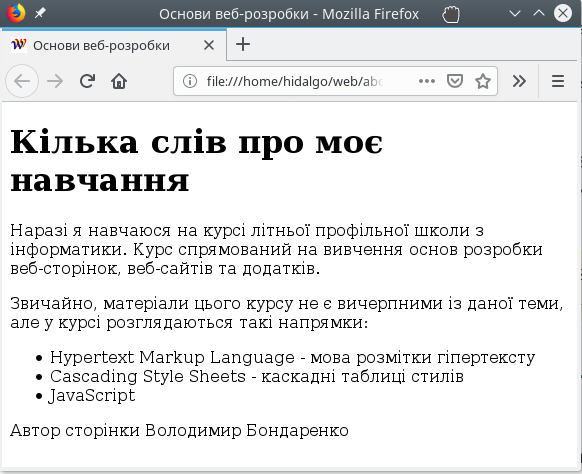 Основи веб-розробки - Mozilla Firefox
Основи веб-розробки
file:///home/hidalgo/web/abc
Кілька слів про моє
навчання
Наразі я навчаюся на курсі літньої профільної школи з
інформатики. Курс спрямований на вивчення основ розробки
веб-сторінок, веб-сайтів та додатків.
Звичайно, матеріали цього курсу не є вичерпними із даної теми,
але у курсі розглядаються такі напрямки:
• Hypertext Markup Language - мова розмітки гіпертексту
• Cascading Style Sheets - каскадні таблиці стилів
• JavaScript
Автор сторінки Володимир Бондаренко